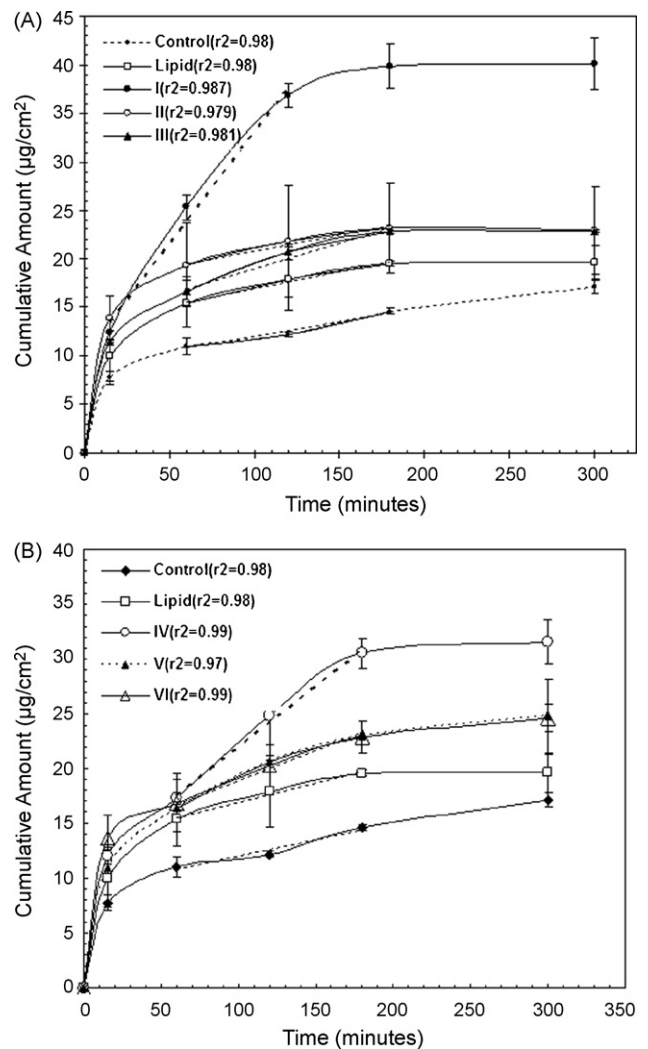 (A)
45
40
35
30
25
20
15
10
5
0
Control(r2=0.98)
Lipid(r2=0.98)
I(r2=0.987)
II(r2=0.979)
III(r2=0.981)
Cumulative Amount (µg/cm²)
0 50 100 150 200 250 300
Time (minutes)
(B)
40
35
30
25
20
15
10
5
0
Control(r2=0.98)
Lipid(r2=0.98)
IV(r2=0.99)
V(r2=0.97)
VI(r2=0.99)
Cumulative Amount (µg/cm²)
0 50 100 150 200 250 300 350
Time (minutes)